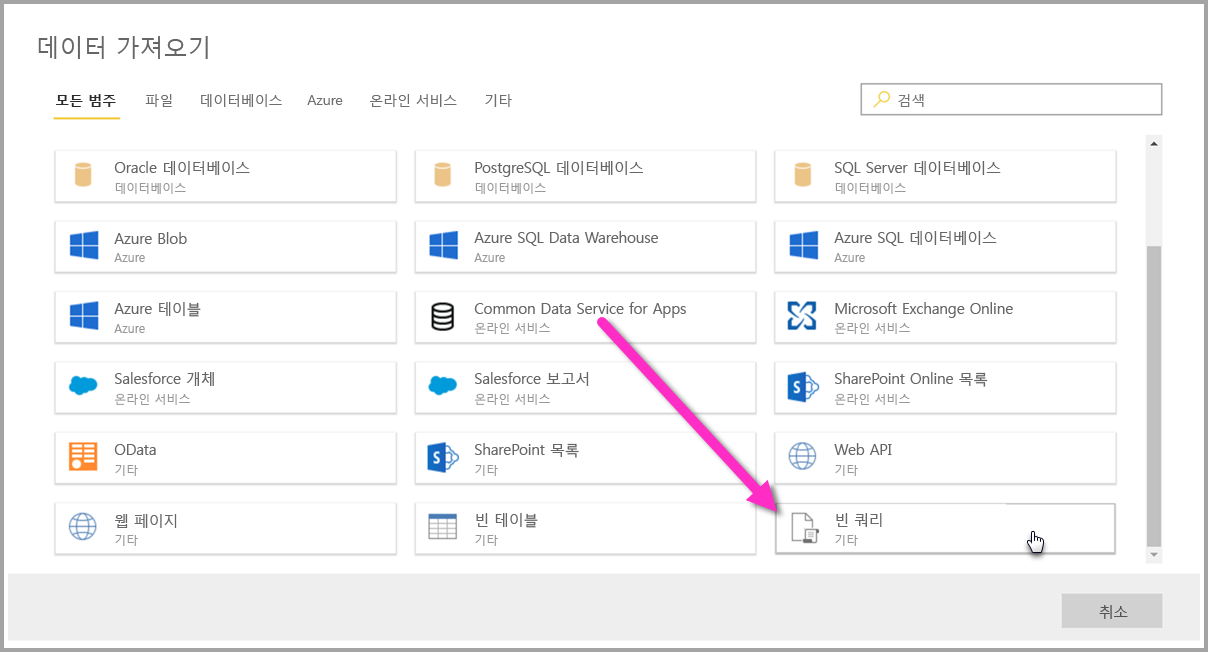 데이터 가져오기
모든 범주 파일 데이터베이스 Azure 온라인 서비스 기타
검색
Oracle 데이터베이스
데이터베이스
PostgreSQL 데이터베이스
데이터베이스
SQL Server 데이터베이스
데이터베이스
Azure Blob
Azure
Azure SQL Data Warehouse
Azure
Azure SQL 데이터베이스
Azure
Azure 테이블
Azure
Common Data Service for Apps
온라인 서비스
Microsoft Exchange Online
온라인 서비스
Salesforce 개체
온라인 서비스
Salesforce 보고서
온라인 서비스
SharePoint Online 목록
온라인 서비스
OData
기타
SharePoint 목록
기타
Web API
기타
웹 페이지
기타
빈 테이블
기타
빈 쿼리
기타
취소